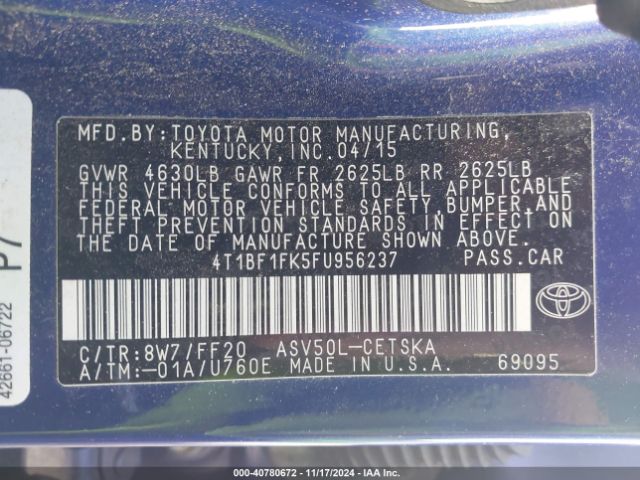 MFD.BY:TOYOTA MOTOR MANUFACTURING,
KENTUCKY,INC.04/15
GVWR 4630LB GAWR FR 2625LB RR 2625LB
THIS VEHICLE CONFORMS TO ALL APPLICABLE
FEDERAL MOTOR VEHICLE SAFETY,BUMPER,AND
THEFT PREVENTION STANDARDS IN EFFECT ON
THE DATE OF MANUFACTURE SHOWN ABOVE.
4T1BF1FK5FU956237 PASS.CAR
C/TR:8W7/FF20 ASV50L-CETSKA
A/TM:-01A/U760E MADE IN U.S.A. 69095
TOYOTA
42661-06722 P7
000-40780672 - 11/17/2024 - IAA Inc.